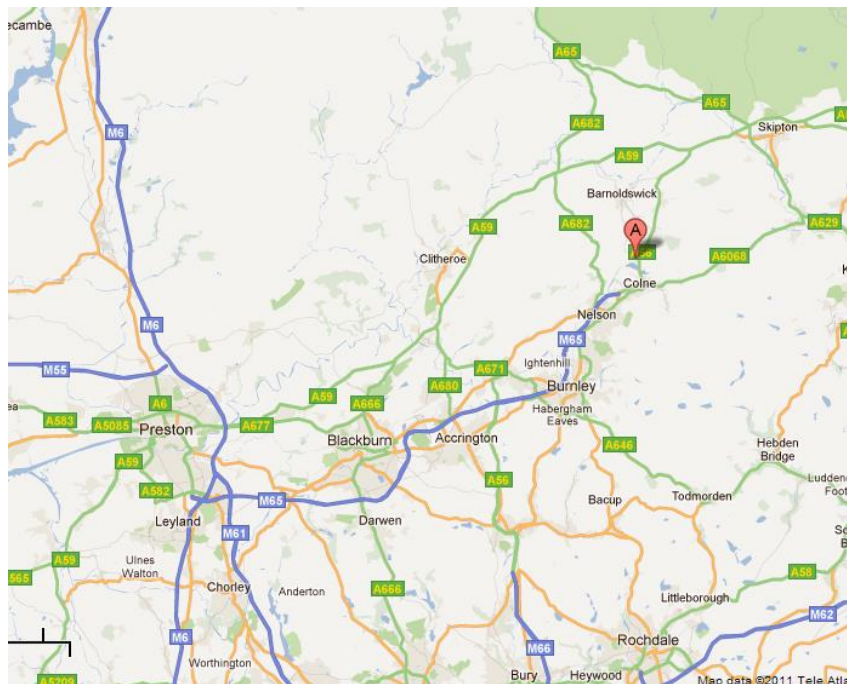 ecambe
A65
A65
M6
A682
Skipton
A59
Barnoldswick
A59
A682
A629
A
Clitheroe
A6068
Colne
M6
Nelson
M65
Ightenhill
M55
A671
A59
A680
Burnley
A6
A666
Habergham
Eaves
A583
A5085
A677
Preston
Blackburn
Accrington
A646
Hebden
Bridge
A59
A56
A582
M65
Bacup
Todmorden
Leyland
Darwen
M61
A59
Ulnes
Walton
A58
Chorley
Anderton
A666
Littleborough
M62
M6
Rochdale
M66
Worthington
Bury
Heywood
A5209
Map data ©2011 Tele Atla